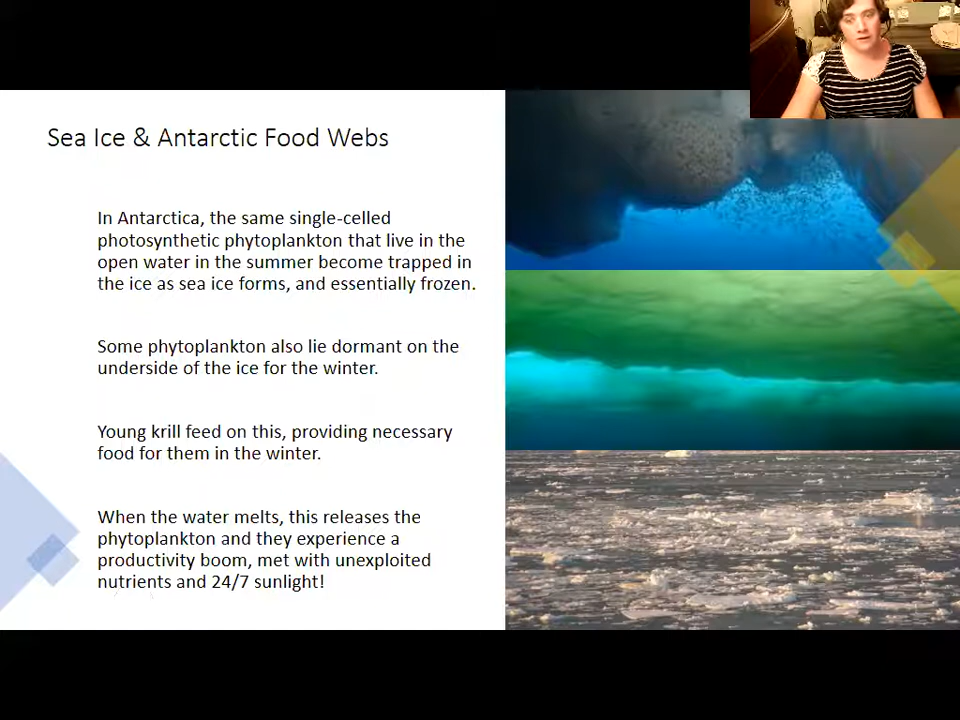 Sea Ice & Antarctic Food Webs
In Antarctica, the same single-celled
photosynthetic phytoplankton that live in the
open water in the summer become trapped in
the ice as sea ice forms, and essentially frozen.
Some phytoplankton also lie dormant on the
underside of the ice for the winter.
Young krill feed on this, providing necessary
food for them in the winter.
When the water melts, this releases the
phytoplankton and they experience a
productivity boom, met with unexploited
nutrients and 24/7 sunlight!